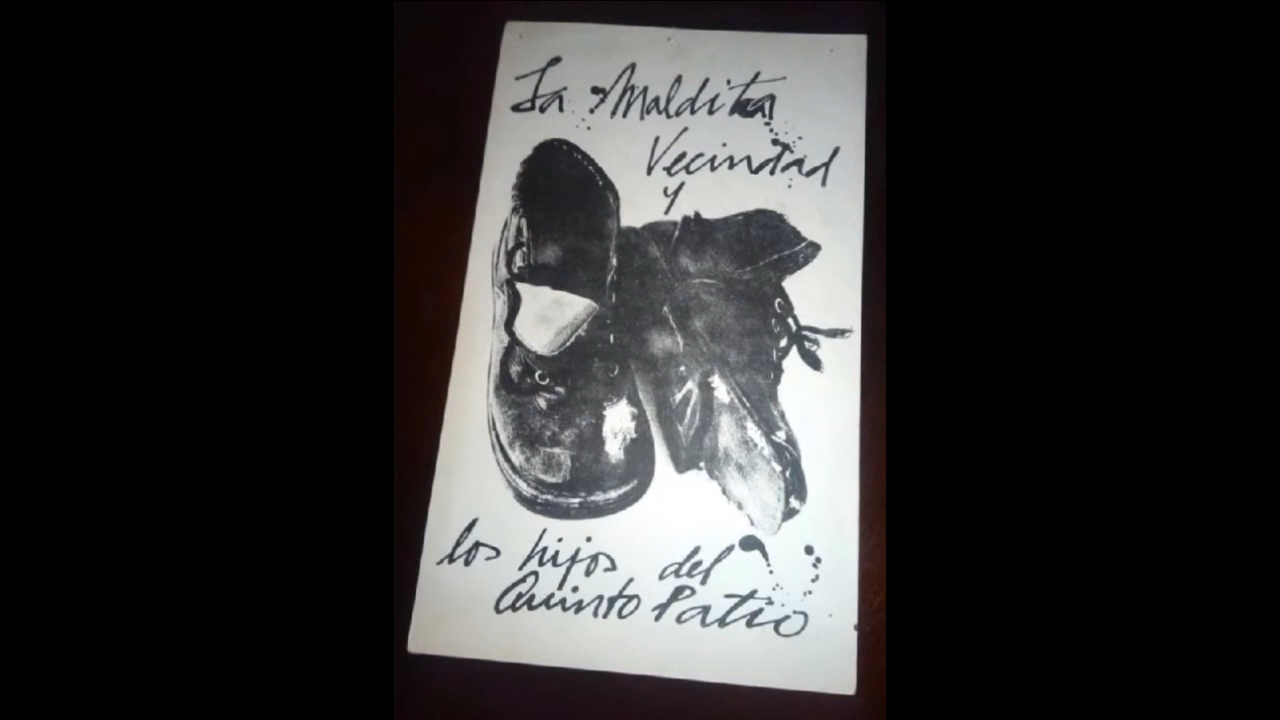 La Maldita
Vecindad
y
los hijos del
Quinto Patio